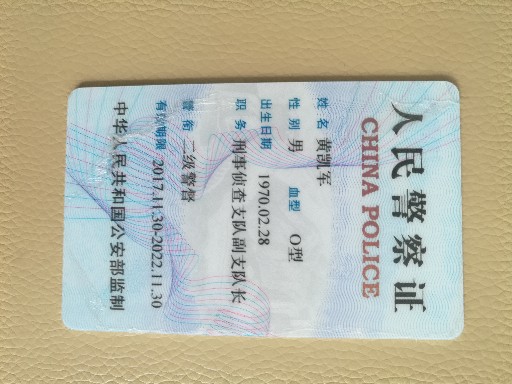 人民警察证
CHINA POLICE
姓名 黄凯军
性别 男 血型 O型
出生日期 1970.02.28
职务 刑事侦查支队副支队长
警衔 二级警督
有效期限 2017.11.30-2022.11.30
中华人民共和国公安部监制